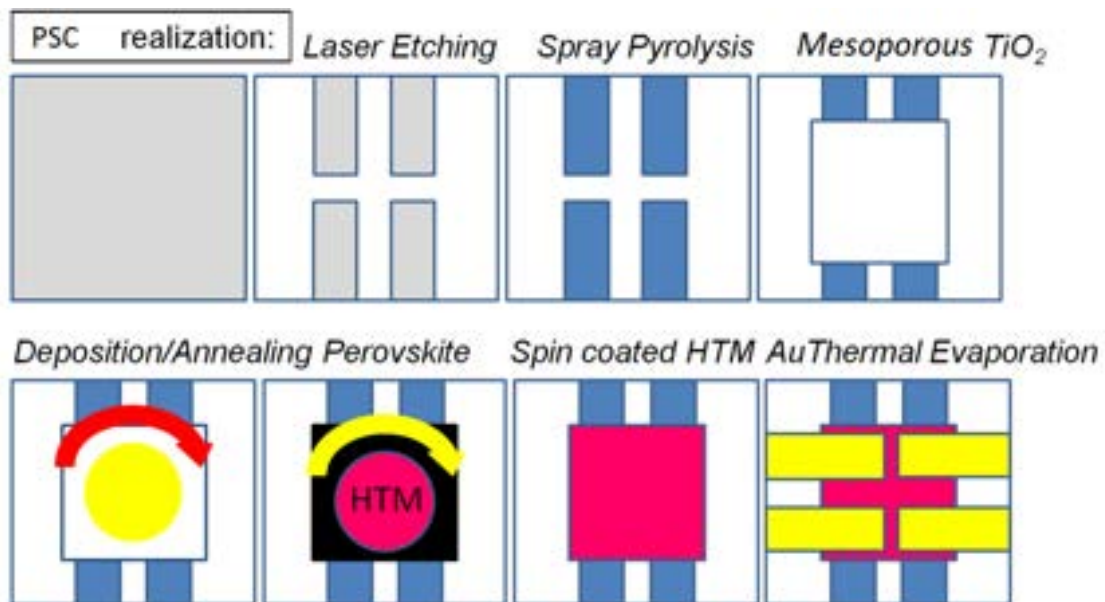 PSC realization:
Laser Etching
Spray Pyrolysis
Mesoporous TiO₂
Deposition/Annealing Perovskite
Spin coated HTM
AuThermal Evaporation
HTM